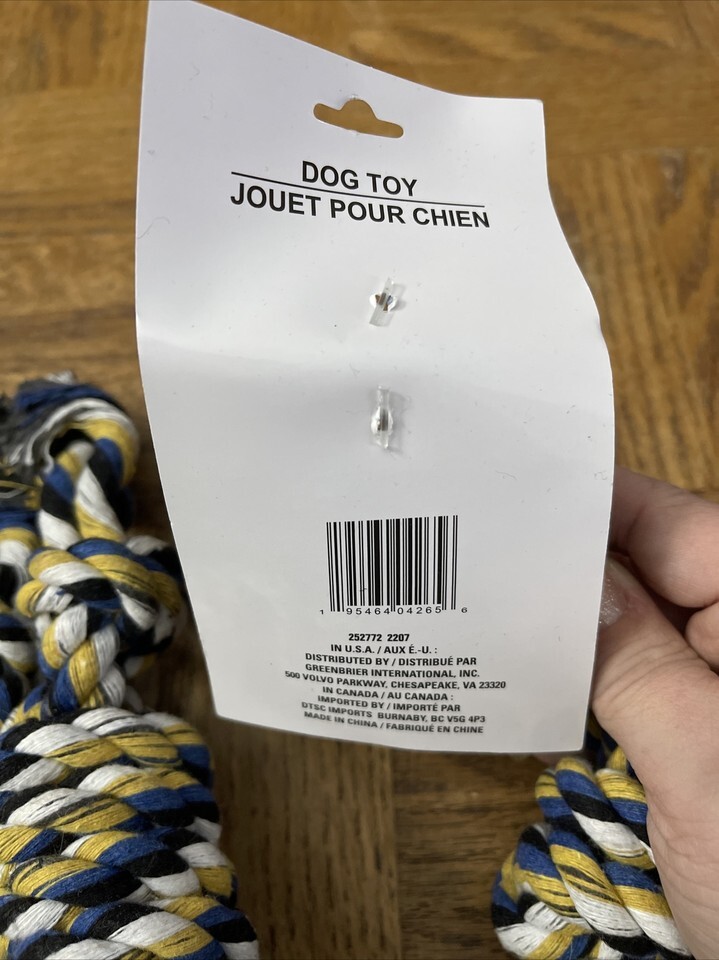 DOG TOY
JOUET POUR CHIEN
1 95464 04265 6
252772 2207
IN U.S.A. / AUX É.-U. :
DISTRIBUTED BY / DISTRIBUÉ PAR
GREENBRIER INTERNATIONAL, INC.
500 VOLVO PARKWAY, CHESAPEAKE, VA 23320
IN CANADA / AU CANADA :
IMPORTED BY / IMPORTÉ PAR
DTSC IMPORTS BURNABY, BC V5G 4P3
MADE IN CHINA / FABRIQUÉ EN CHINE